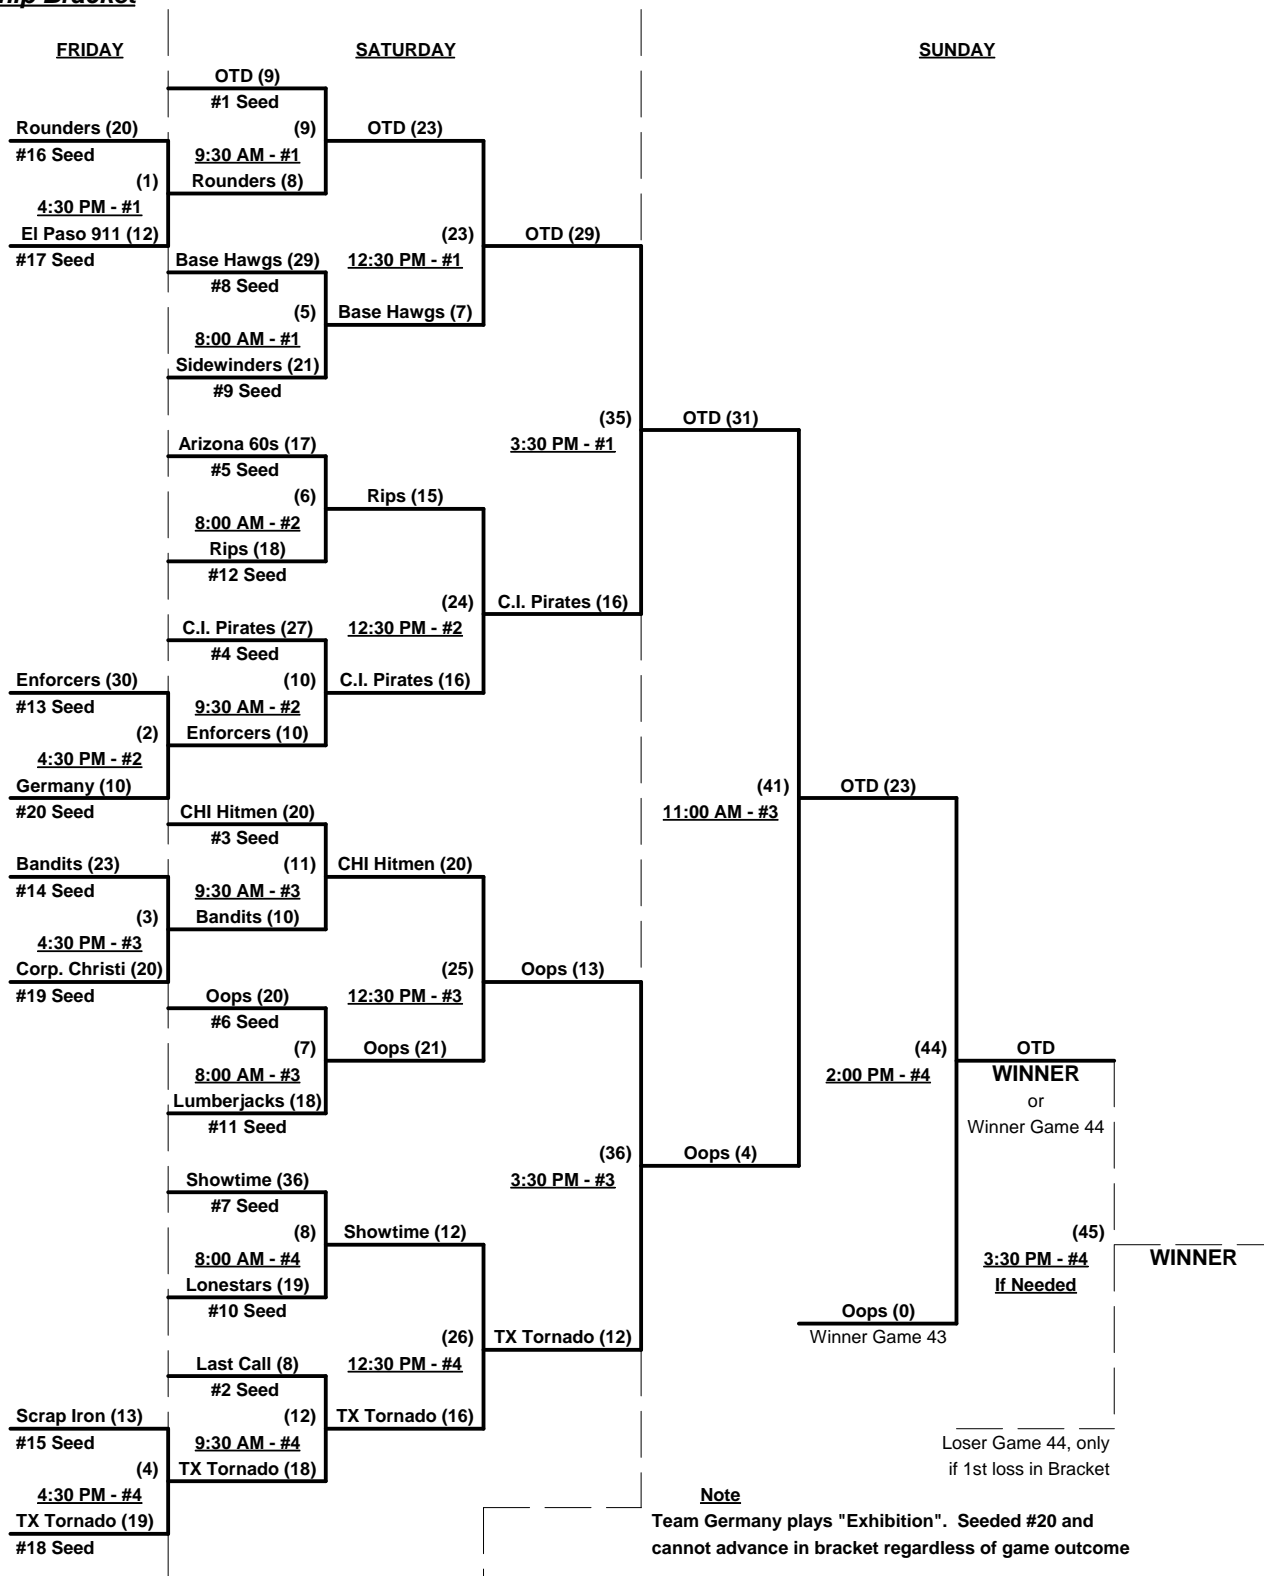 FRIDAY
SATURDAY
SUNDAY
OTD (9)
#1 Seed
Rounders (20)
(9)
OTD (23)
#16 Seed
9:30 AM - #1
(1)
Rounders (8)
4:30 PM - #1
El Paso 911 (12)
(23)
OTD (29)
#17 Seed
Base Hawgs (29)
12:30 PM - #1
#8 Seed
(5)
Base Hawgs (7)
8:00 AM - #1
Sidewinders (21)
#9 Seed
(35)
OTD (31)
Arizona 60s (17)
3:30 PM - #1
#5 Seed
(6)
Rips (15)
8:00 AM - #2
Rips (18)
#12 Seed
(24)
C.I. Pirates (16)
C.I. Pirates (27)
12:30 PM - #2
#4 Seed
Enforcers (30)
(10)
C.I. Pirates (16)
#13 Seed
9:30 AM - #2
(2)
Enforcers (10)
4:30 PM - #2
Germany (10)
(41)
OTD (23)
#20 Seed
CHI Hitmen (20)
11:00 AM - #3
#3 Seed
Bandits (23)
(11)
CHI Hitmen (20)
#14 Seed
9:30 AM - #3
(3)
Bandits (10)
4:30 PM - #3
Corp. Christi (20)
(25)
Oops (13)
#19 Seed
Oops (20)
12:30 PM - #3
#6 Seed
(7)
Oops (21)
(44)
OTD
8:00 AM - #3
2:00 PM - #4
WINNER
Lumberjacks (18)
or
#11 Seed
Winner Game 44
(36)
Oops (4)
Showtime (36)
3:30 PM - #3
#7 Seed
(8)
Showtime (12)
(45)
8:00 AM - #4
3:30 PM - #4
WINNER
Lonestars (19)
If Needed
#10 Seed
Oops (0)
(26)
TX Tornado (12)
Winner Game 43
Last Call (8)
12:30 PM - #4
#2 Seed
Scrap Iron (13)
(12)
TX Tornado (16)
#15 Seed
9:30 AM - #4
Loser Game 44, only
(4)
TX Tornado (18)
if 1st loss in Bracket
4:30 PM - #4
Note
TX Tornado (19)
Team Germany plays "Exhibition". Seeded #20 and
#18 Seed
cannot advance in bracket regardless of game outcome